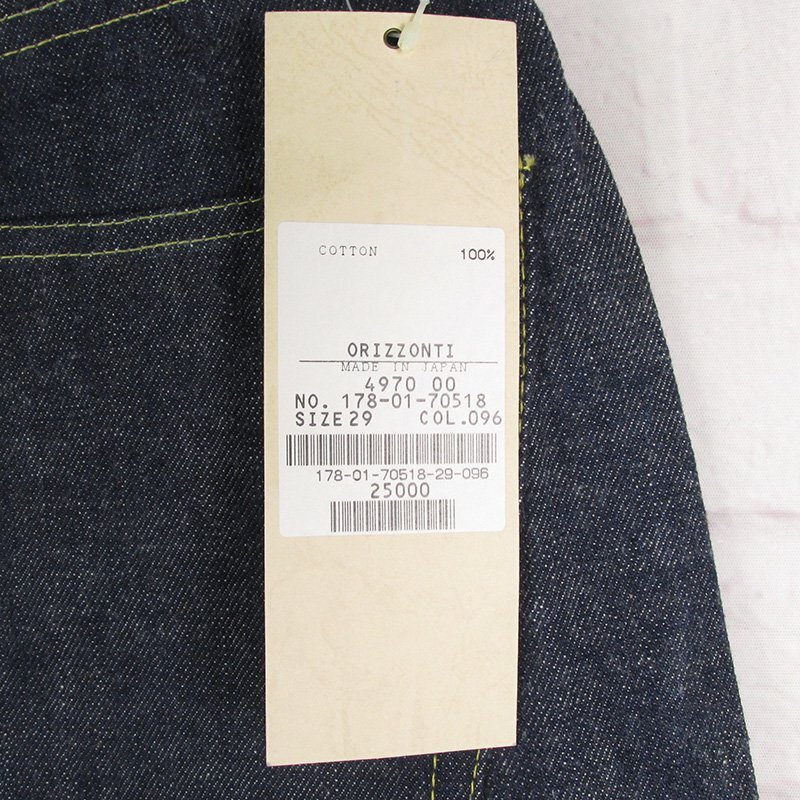 COTTON 100%
ORIZZONTI
MADE IN JAPAN
4970 00
NO. 178-01-70518
SIZE 29 COL.096
178-01-70518-29-096
25000